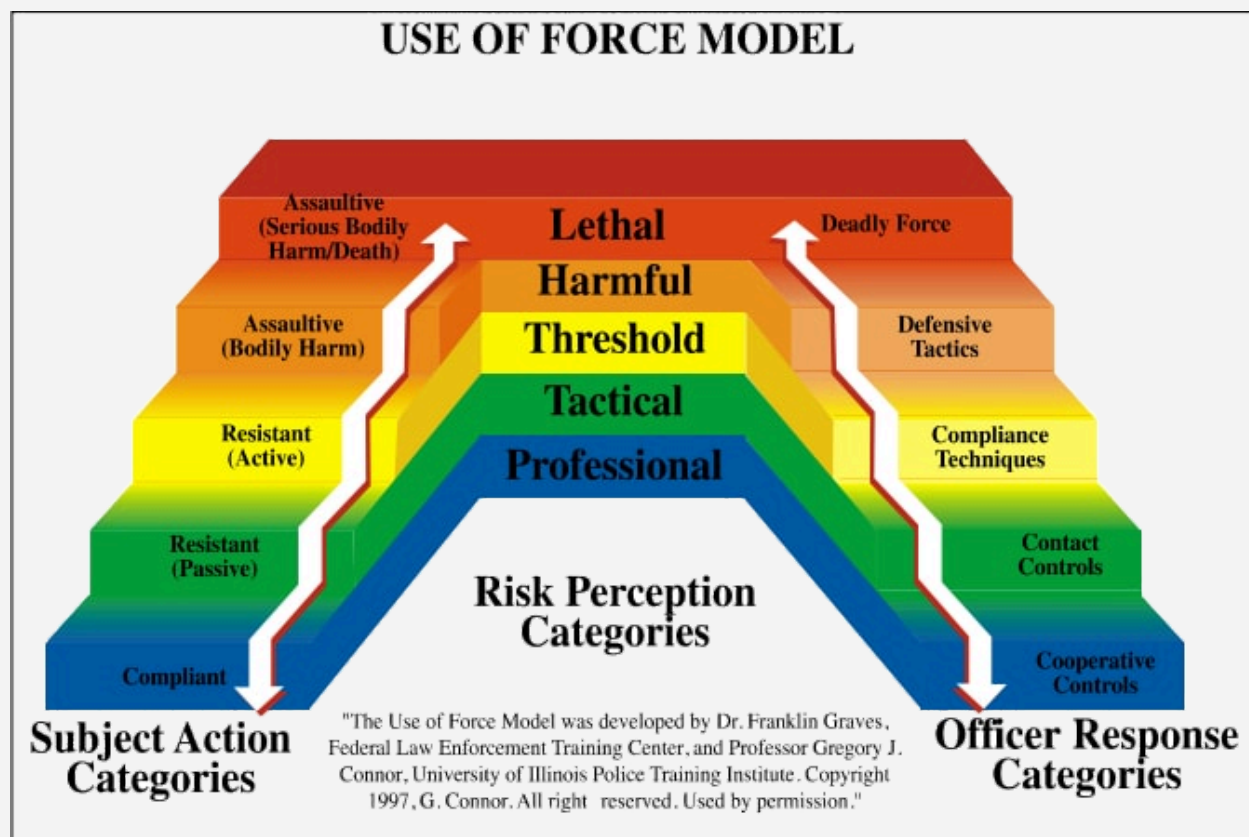 USE OF FORCE MODEL
Assaultive
(Serious Bodily
Harm/Death)
Lethal
Deadly Force
Harmful
Assaultive
(Bodily Harm)
Threshold
Defensive
Tactics
Tactical
Resistant
(Active)
Professional
Compliance
Techniques
Resistant
(Passive)
Contact
Controls
Risk Perception
Categories
Compliant
Cooperative
Controls
Subject Action
Categories
"The Use of Force Model was developed by Dr. Franklin Graves,
Federal Law Enforcement Training Center, and Professor Gregory J.
Connor, University of Illinois Police Training Institute. Copyright
1997, G. Connor. All right reserved. Used by permission."
Officer Response
Categories